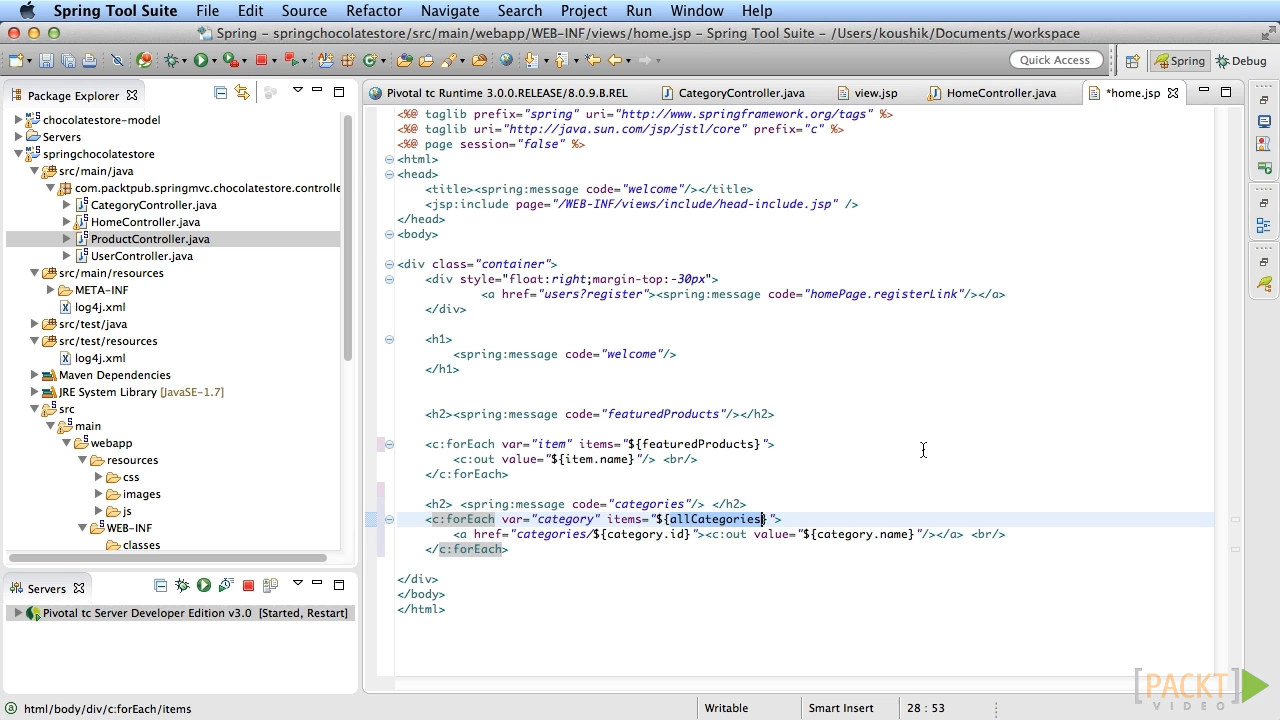 Spring Tool Suite File Edit Source Refactor Navigate Search Project Run Window Help
Spring – springchocolatestore/src/main/webapp/WEB-INF/views/home.jsp – Spring Tool Suite – /Users/koushik/Documents/workspace
Quick Access Spring Debug
Package Explorer
Pivotal tc Runtime 3.0.0.RELEASE/8.0.9.B.REL CategoryController.java view.jsp HomeController.java *home.jsp
chocolatestore-model
Servers
springchocolatestore
src/main/java
com.packtpub.springmvc.chocolatestore.controlle
CategoryController.java
HomeController.java
ProductController.java
UserController.java
src/main/resources
META-INF
log4j.xml
src/test/java
src/test/resources
log4j.xml
Maven Dependencies
JRE System Library [JavaSE-1.7]
src
main
webapp
resources
css
images
js
WEB-INF
classes
<%@ taglib prefix="spring" uri="http://www.springframework.org/tags" %>
<%@ taglib uri="http://java.sun.com/jsp/jstl/core" prefix="c" %>
<%@ page session="false" %>
<html>
<head>
<title><spring:message code="welcome"/></title>
<jsp:include page="/WEB-INF/views/include/head-include.jsp" />
</head>
<body>
<div class="container">
<div style="float:right;margin-top:-30px">
<a href="users?register"><spring:message code="homePage.registerLink"/></a>
</div>
<h1>
<spring:message code="welcome"/>
</h1>
<h2><spring:message code="featuredProducts"/></h2>
<c:forEach var="item" items="${featuredProducts}">
<c:out value="${item.name}"/> <br/>
</c:forEach>
<h2> <spring:message code="categories"/> </h2>
<c:forEach var="category" items="${allCategories}">
<a href="categories/${category.id}"><c:out value="${category.name}"/></a> <br/>
</c:forEach>
</div>
</body>
</html>
Servers
Pivotal tc Server Developer Edition v3.0 [Started, Restart]
html/body/div/c:forEach/items
Writable Smart Insert 28 : 53
[PACKT]
VIDEO